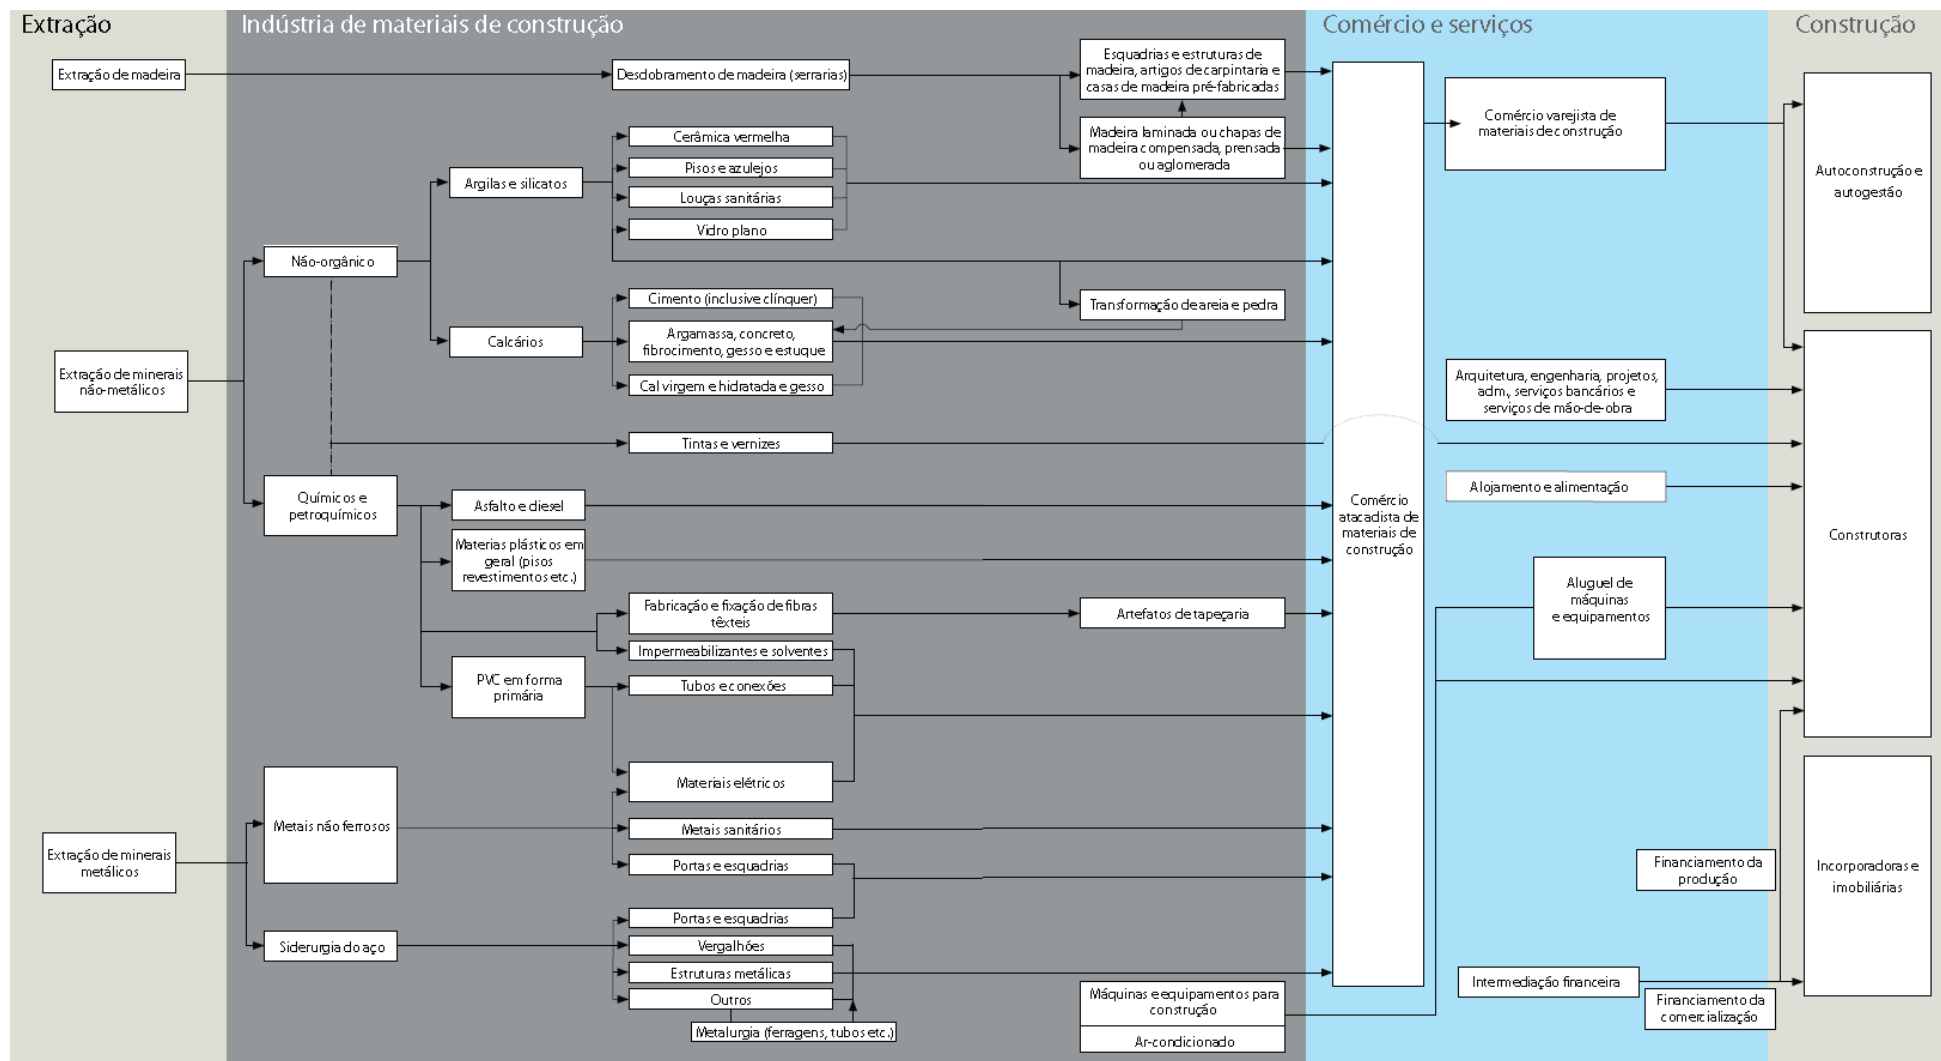 Extração
Indústria de materiais de construção
Comércio e serviços
Construção
Extração de madeira
Desdobramento de madeira (serrarias)
Esquadrias e estruturas de
madeira, artigos de carpintaria e
casas de madeira pré-fabricadas
Madeira laminada ou chapas de
madeira compensada, prensada
ou aglomerada
Comércio varejista de
materiais de construção
Autoconstrução e
autogestão
Cerâmica vermelha
Pisos e azulejos
Argilas e silicatos
Louças sanitárias
Vidro plano
Não-orgânico
Cimento (inclusive clínquer)
Transformação de areia e pedra
Calcários
Argamassa, concreto,
fibrocimento, gesso e estuque
Cal virgem e hidratada e gesso
Extração de minerais
não-metálicos
Arquitetura, engenharia, projetos,
adm., serviços bancários e
serviços de mão-de-obra
Tintas e vernizes
Químicos e
petroquímicos
Asfalto e diesel
Alojamento e alimentação
Comércio
atacadista de
materiais de
construção
Construtoras
Materias plásticos em
geral (pisos
revestimentos etc.)
Aluguel de
máquinas
e equipamentos
Fabricação e fixação de fibras
têxteis
Artefatos de tapeçaria
Impermeabilizantes e solventes
PVC em forma
primária
Tubos e conexões
Materiais elétricos
Metais não ferrosos
Metais sanitários
Extração de minerais
metálicos
Portas e esquadrias
Financiamento da
produção
Incorporadoras e
imobiliárias
Portas e esquadrias
Siderurgia do aço
Vergalhões
Estruturas metálicas
Outros
Metalurgia (ferragens, tubos etc.)
Máquinas e equipamentos para
construção
Ar-condicionado
Intermediação financeira
Financiamento da
comercialização